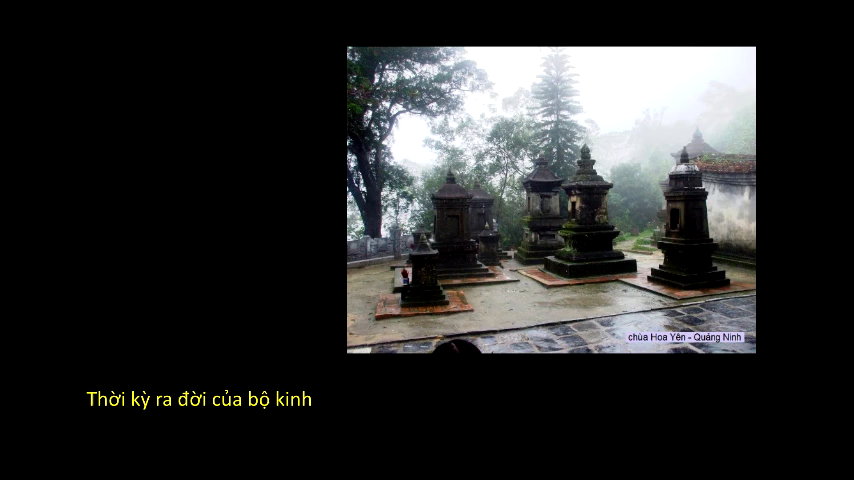 chùa Hoa Yên - Quảng Ninh
Thời kỳ ra đời của bộ kinh